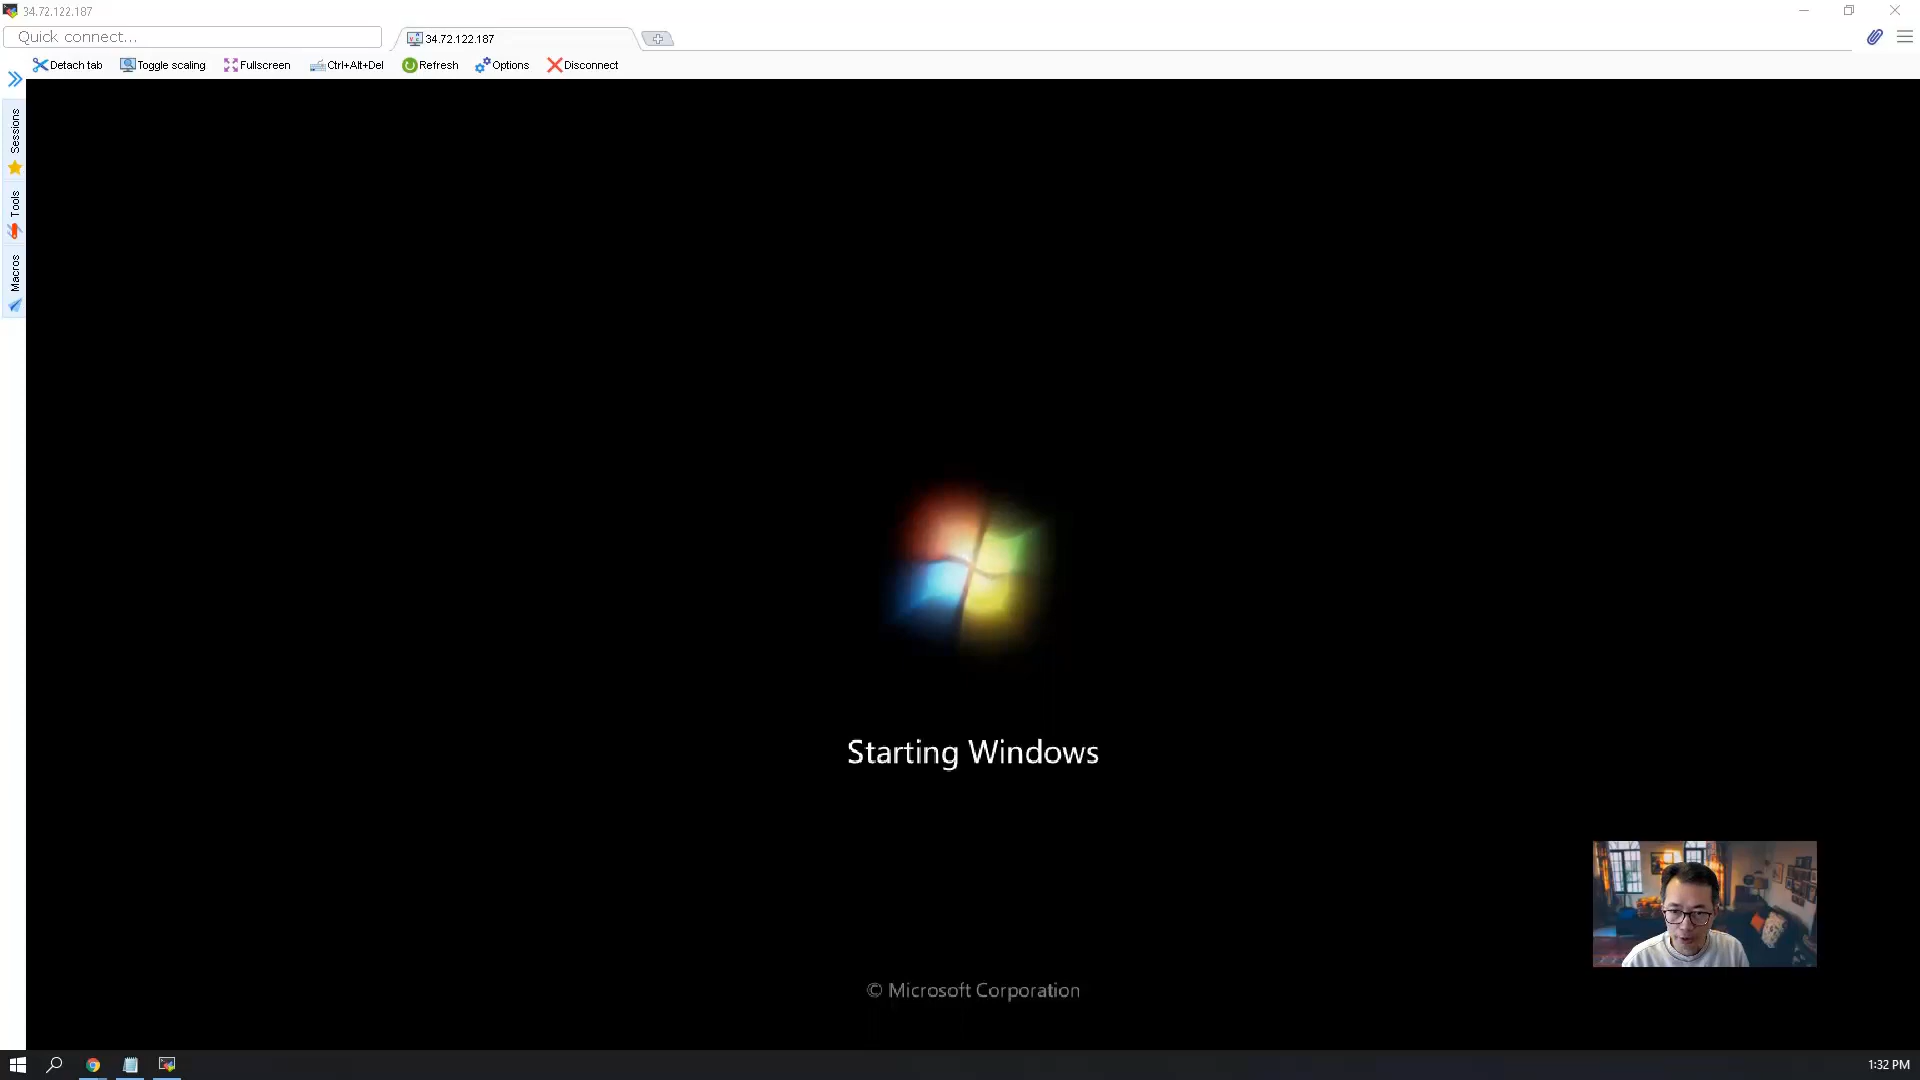 34.72.122.187
Quick connect...
34.72.122.187
Detach tab
Toggle scaling
Fullscreen
Ctrl+Alt+Del
Refresh
Options
Disconnect
Sessions
Tools
Macros
Starting Windows
© Microsoft Corporation
1:32 PM